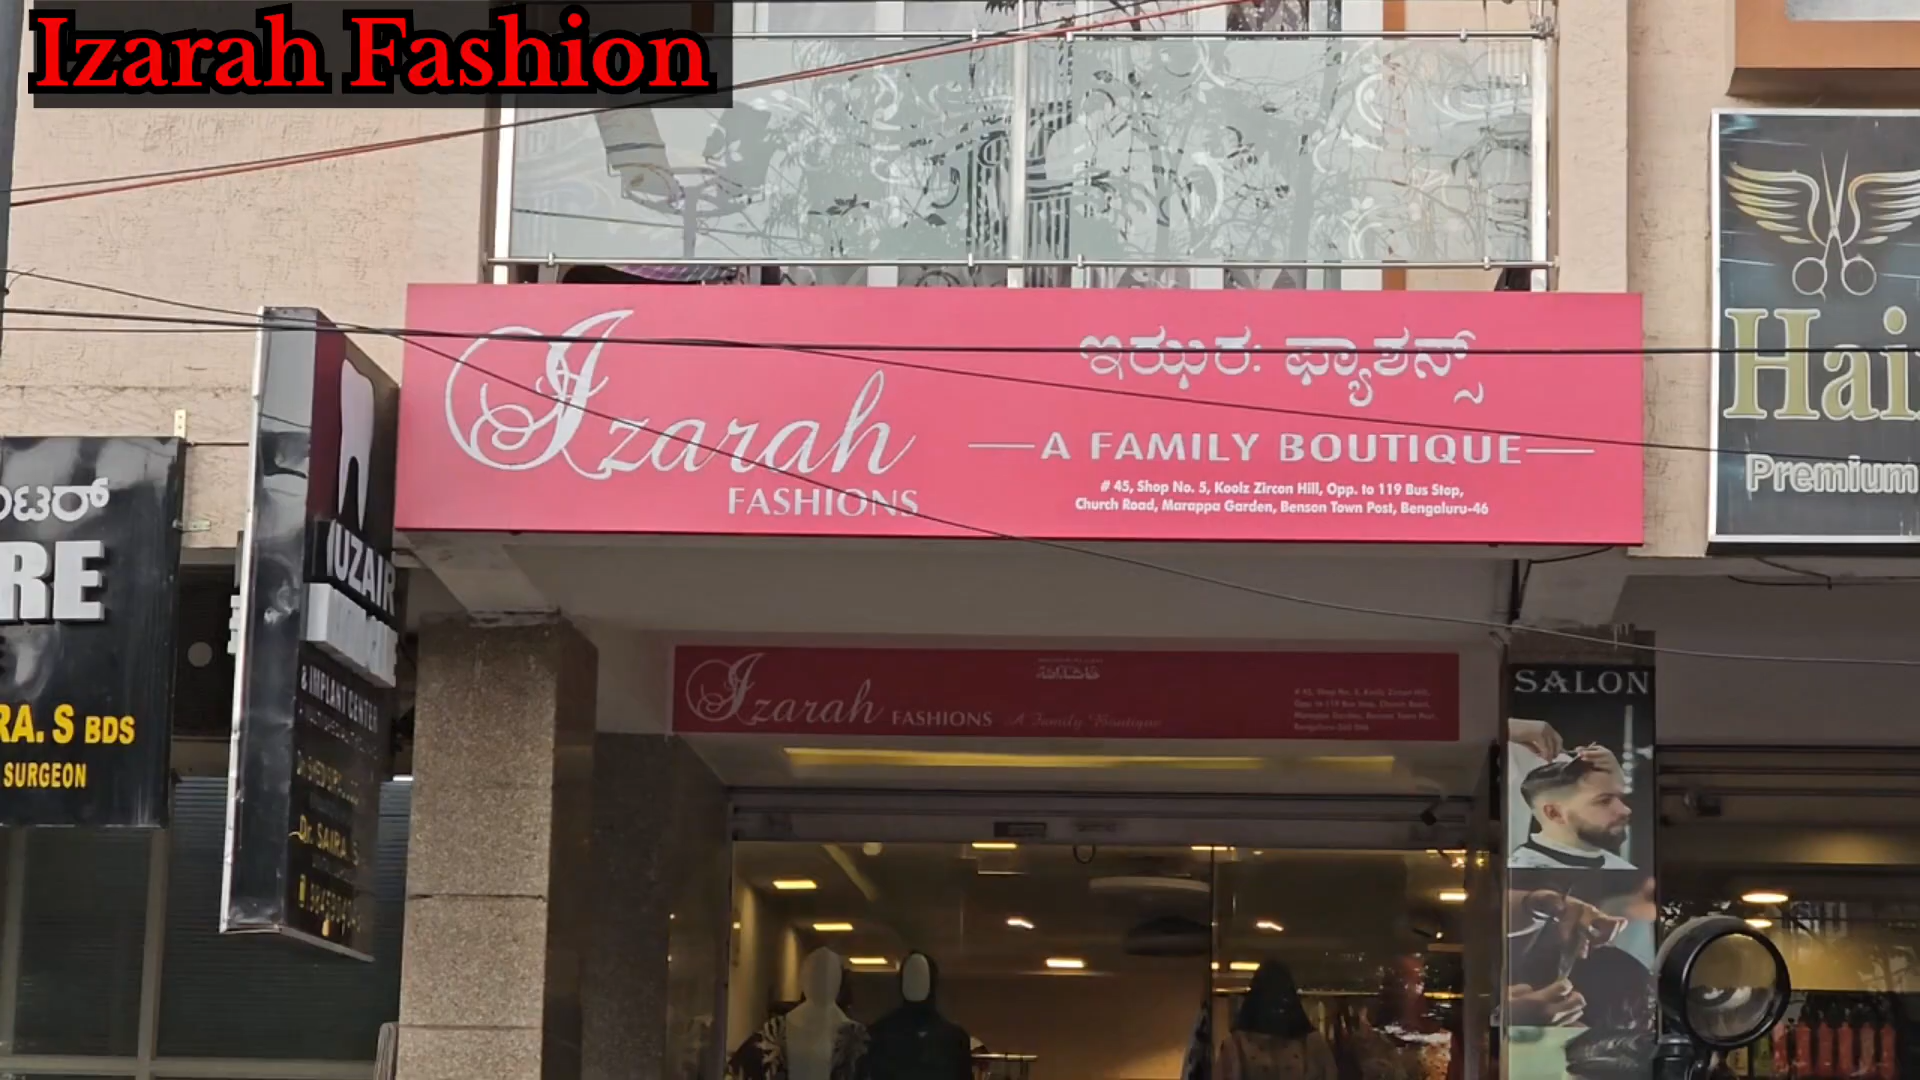 Izarah Fashion
Izarah
FASHIONS
ಇಝರ: ಫ್ಯಾಶನ್ಸ್
A FAMILY BOUTIQUE
# 45, Shop No. 5, Koolz Zircon Hill, Opp. to 119 Bus Stop,
Church Road, Marappa Garden, Benson Town Post, Bengaluru-46
Premium
RE
RA. S BDS
SURGEON
UZAIR
& IMPLANT CENTER
Dr. SAIRA. S
Izarah FASHIONS A Family Boutique
SALON